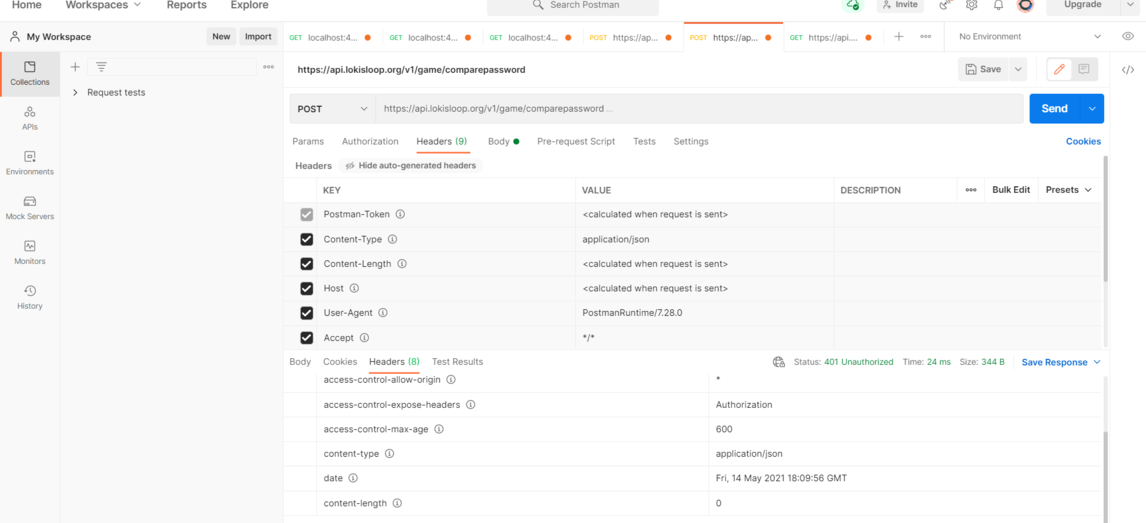 Home Workspaces Reports Explore Search Postman Invite Upgrade
My Workspace New Import GET localhost:4... GET localhost:4... GET localhost:4... POST https://ap... POST https://ap... GET https://api.... + ooo No Environment
Collections
APIs
Environments
Mock Servers
Monitors
History
+ ooo
Request tests
https://api.lokisloop.org/v1/game/comparepassword Save </>
POST https://api.lokisloop.org/v1/game/comparepassword ... Send
Params Authorization Headers (9) Body Pre-request Script Tests Settings Cookies
Headers Hide auto-generated headers
KEY VALUE DESCRIPTION ooo Bulk Edit Presets
Postman-Token <calculated when request is sent>
Content-Type application/json
Content-Length <calculated when request is sent>
Host <calculated when request is sent>
User-Agent PostmanRuntime/7.28.0
Accept */*
Body Cookies Headers (8) Test Results Status: 401 Unauthorized Time: 24 ms Size: 344 B Save Response
access-control-allow-origin *
access-control-expose-headers Authorization
access-control-max-age 600
content-type application/json
date Fri, 14 May 2021 18:09:56 GMT
content-length 0